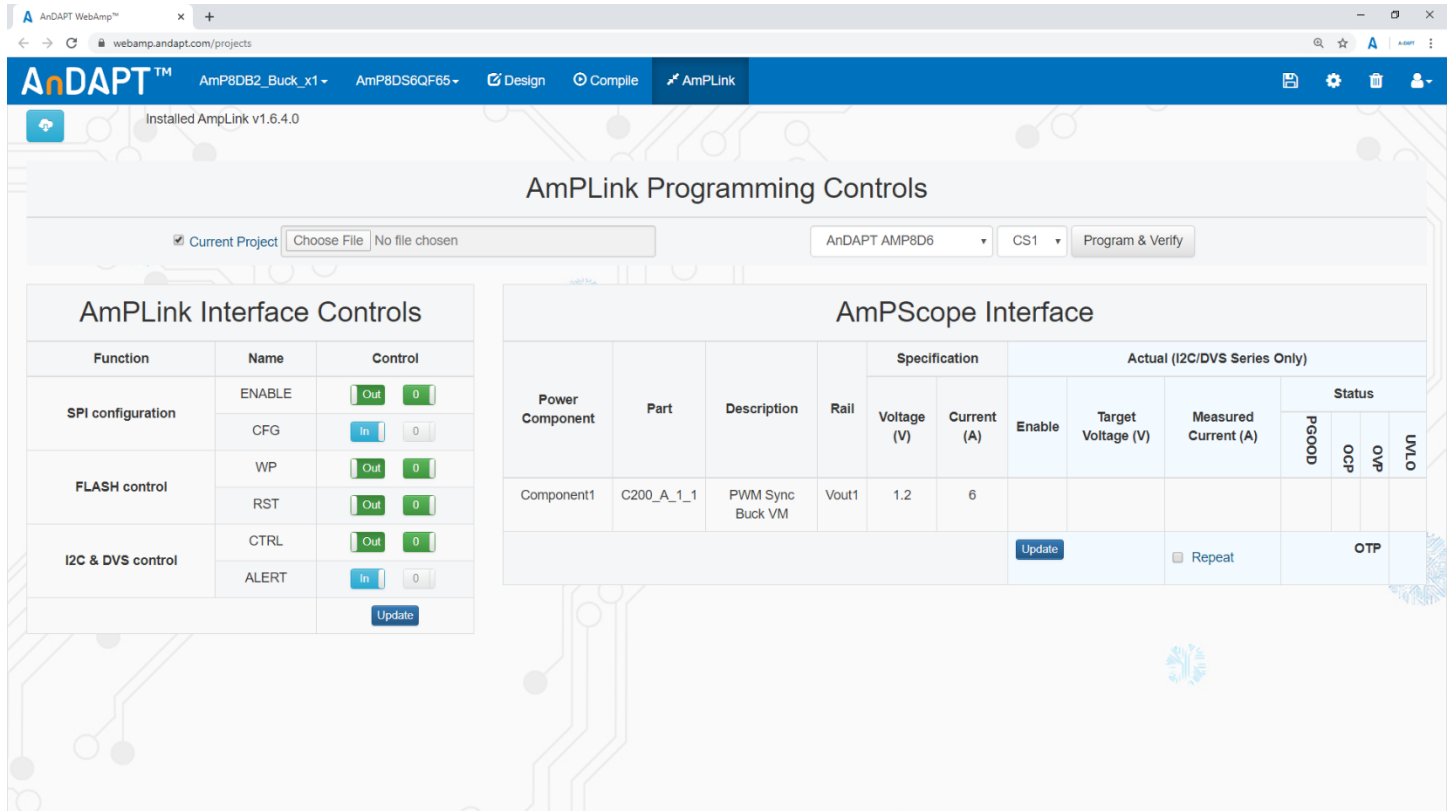 AnDAPT WebAmp™
webamp.andapt.com/projects
A
A-DAPT
AnDAPT™ AmP8DB2_Buck_x1 AmP8DS6QF65 Design Compile AmPLink
Installed AmpLink v1.6.4.0
AmPLink Programming Controls
Current Project Choose File No file chosen AnDAPT AMP8D6 CS1 Program & Verify
AmPLink Interface Controls
Function Name Control
SPI configuration ENABLE Out 0
CFG In 0
FLASH control WP Out 0
RST Out 0
I2C & DVS control CTRL Out 0
ALERT In 0
Update
AmPScope Interface
Power Component Part Description Rail Specification Actual (I2C/DVS Series Only)
Voltage (V) Current (A) Enable Target Voltage (V) Measured Current (A) Status
PGOOD OCP OVP UVLO
Component1 C200_A_1_1 PWM Sync Buck VM Vout1 1.2 6
Update Repeat OTP